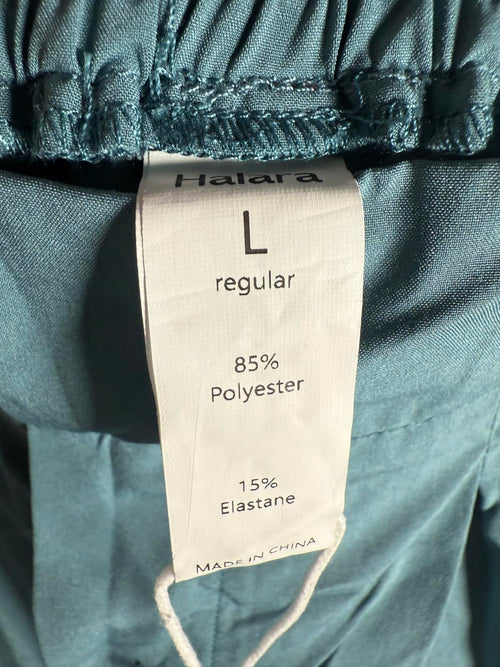 Halara
L
regular
85%
Polyester
15%
Elastane
MADE IN CHINA